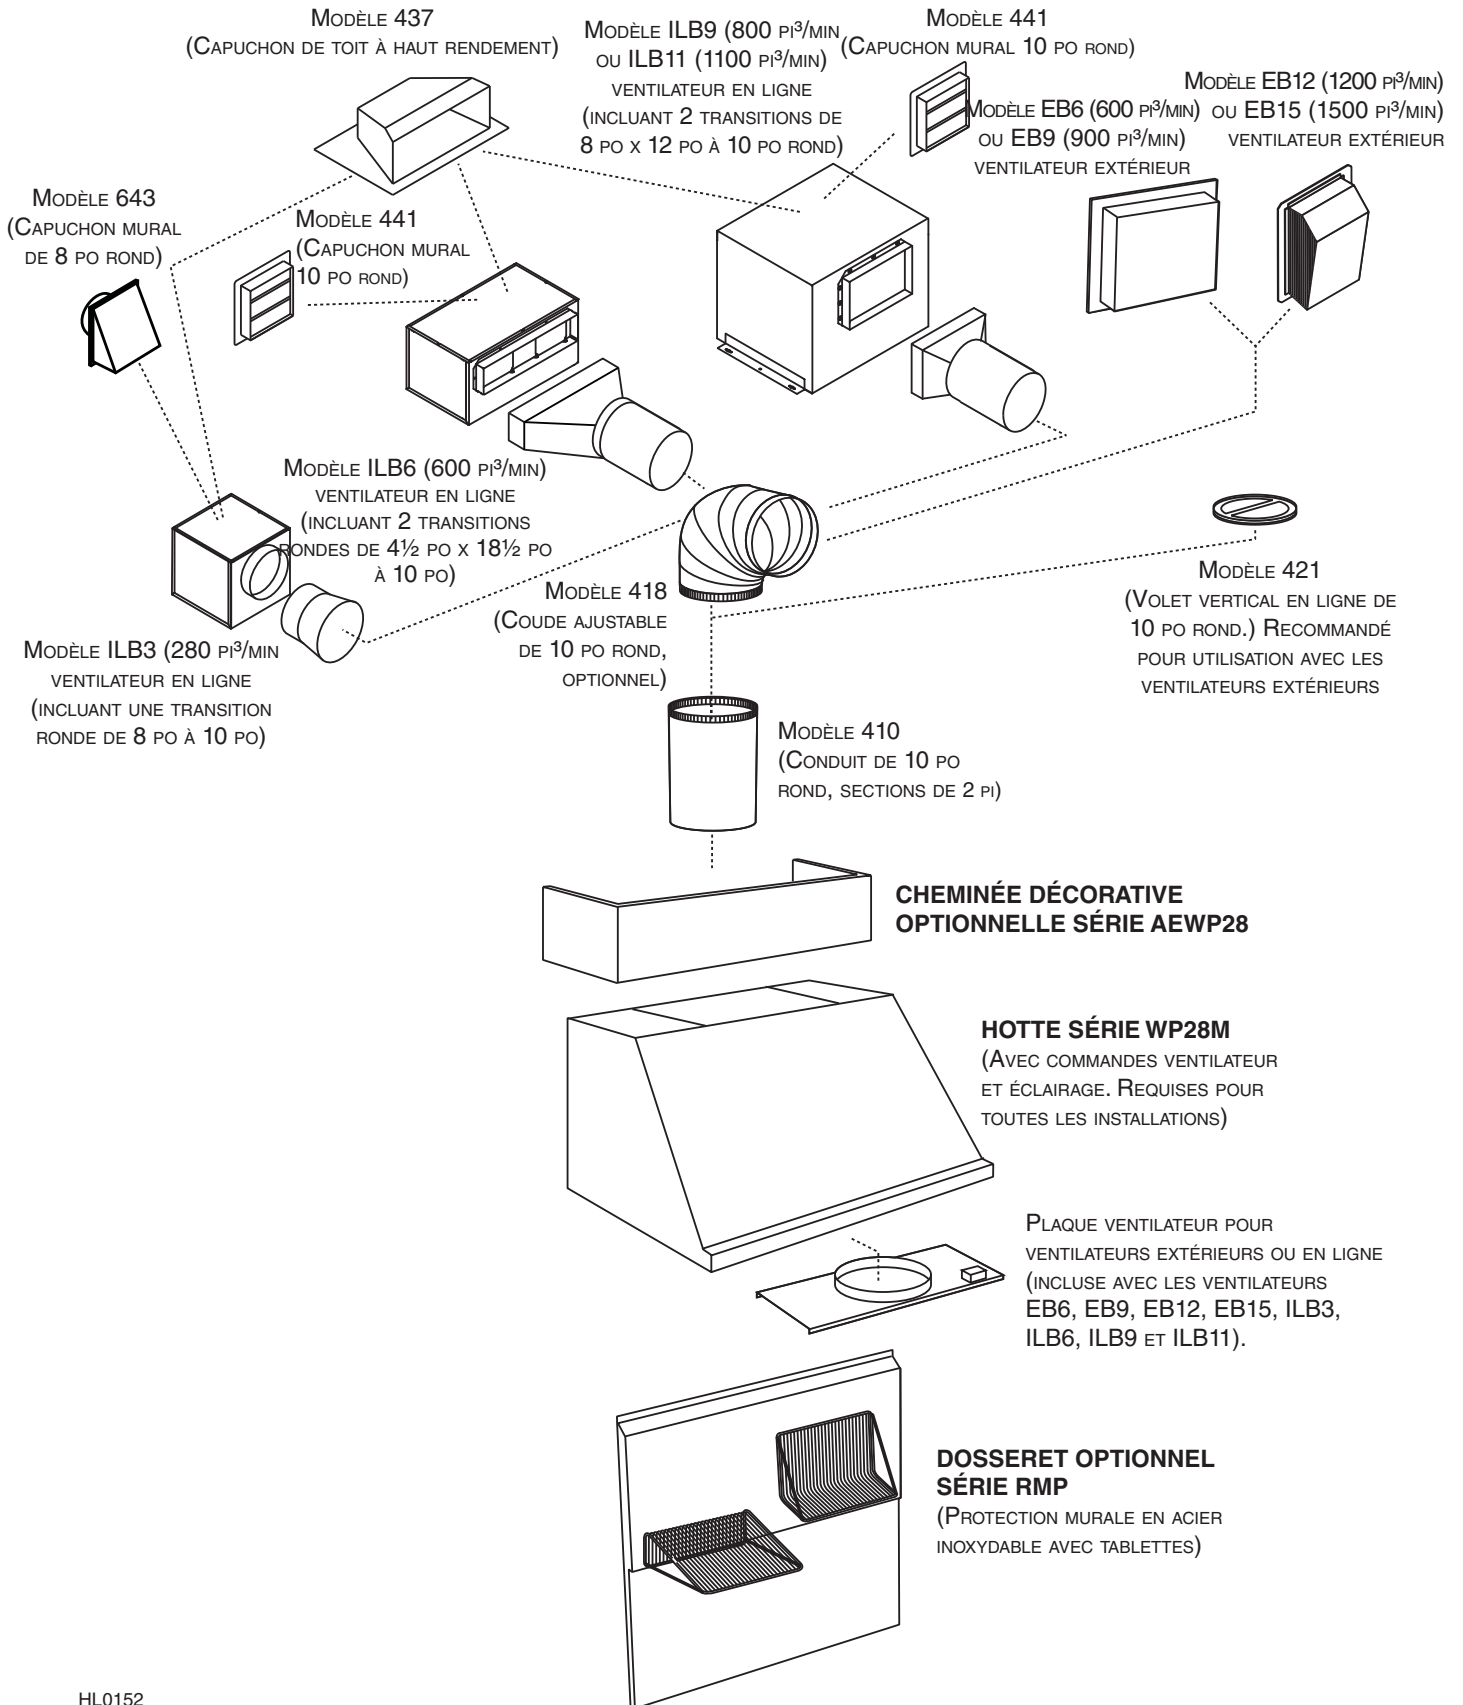 Modèle 437
(Capuchon de toit à haut rendement)
Modèle ILB9 (800 pi³/min
ou ILB11 (1100 pi³/min)
ventilateur en ligne
(incluant 2 transitions de
8 po x 12 po à 10 po rond)
Modèle 441
(Capuchon mural 10 po rond)
Modèle EB6 (600 pi³/min)
ou EB9 (900 pi³/min)
ventilateur extérieur
Modèle EB12 (1200 pi³/min)
ou EB15 (1500 pi³/min)
ventilateur extérieur
Modèle 643
(Capuchon mural
de 8 po rond)
Modèle 441
(Capuchon mural
10 po rond)
Modèle ILB6 (600 pi³/min)
ventilateur en ligne
(incluant 2 transitions
rondes de 4½ po x 18½ po
à 10 po)
Modèle ILB3 (280 pi³/min
ventilateur en ligne
(incluant une transition
ronde de 8 po à 10 po)
Modèle 418
(Coude ajustable
de 10 po rond,
optionnel)
Modèle 421
(Volet vertical en ligne de
10 po rond.) Recommandé
pour utilisation avec les
ventilateurs extérieurs
Modèle 410
(Conduit de 10 po
rond, sections de 2 pi)
CHEMINÉE DÉCORATIVE
OPTIONNELLE SÉRIE AEWP28
HOTTE SÉRIE WP28M
(Avec commandes ventilateur
et éclairage. Requises pour
toutes les installations)
Plaque ventilateur pour
ventilateurs extérieurs ou en ligne
(incluse avec les ventilateurs
EB6, EB9, EB12, EB15, ILB3,
ILB6, ILB9 et ILB11).
DOSSERET OPTIONNEL
SÉRIE RMP
(Protection murale en acier
inoxydable avec tablettes)
HL0152